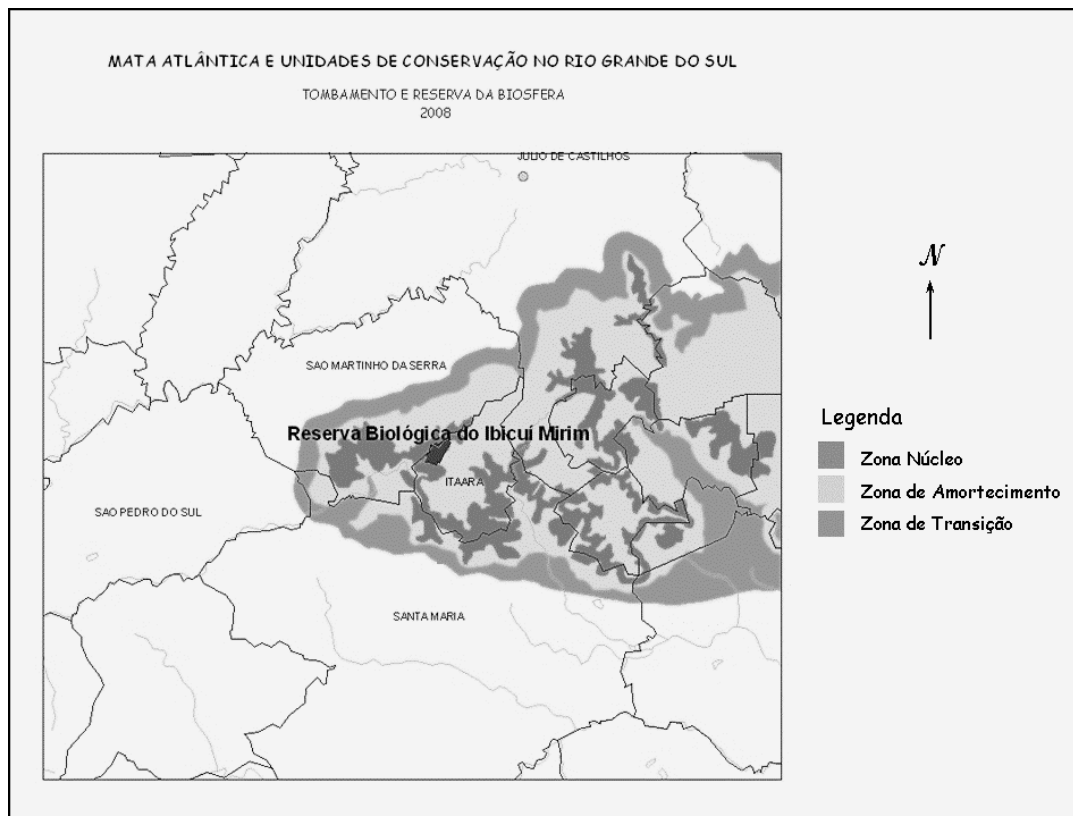 MATA ATLÂNTICA E UNIDADES DE CONSERVAÇÃO NO RIO GRANDE DO SUL
TOMBAMENTO E RESERVA DA BIOSFERA
2008
JULIO DE CASTILHOS
N
SAO MARTINHO DA SERRA
Reserva Biológica do Ibicuí Mirim
ITAARA
SAO PEDRO DO SUL
SANTA MARIA
Legenda
Zona Núcleo
Zona de Amortecimento
Zona de Transição